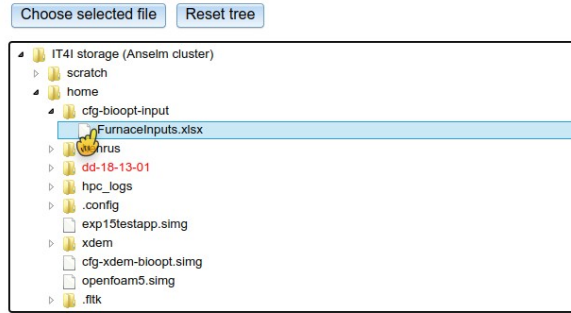 Choose selected file Reset tree
IT4I storage (Anselm cluster)
scratch
home
cfg-bioopt-input
FurnaceInputs.xlsx
dd-18-13-01
hpc_logs
.config
exp15testapp.simg
xdem
cfg-xdem-bioopt.simg
openfoam5.simg
.fltk